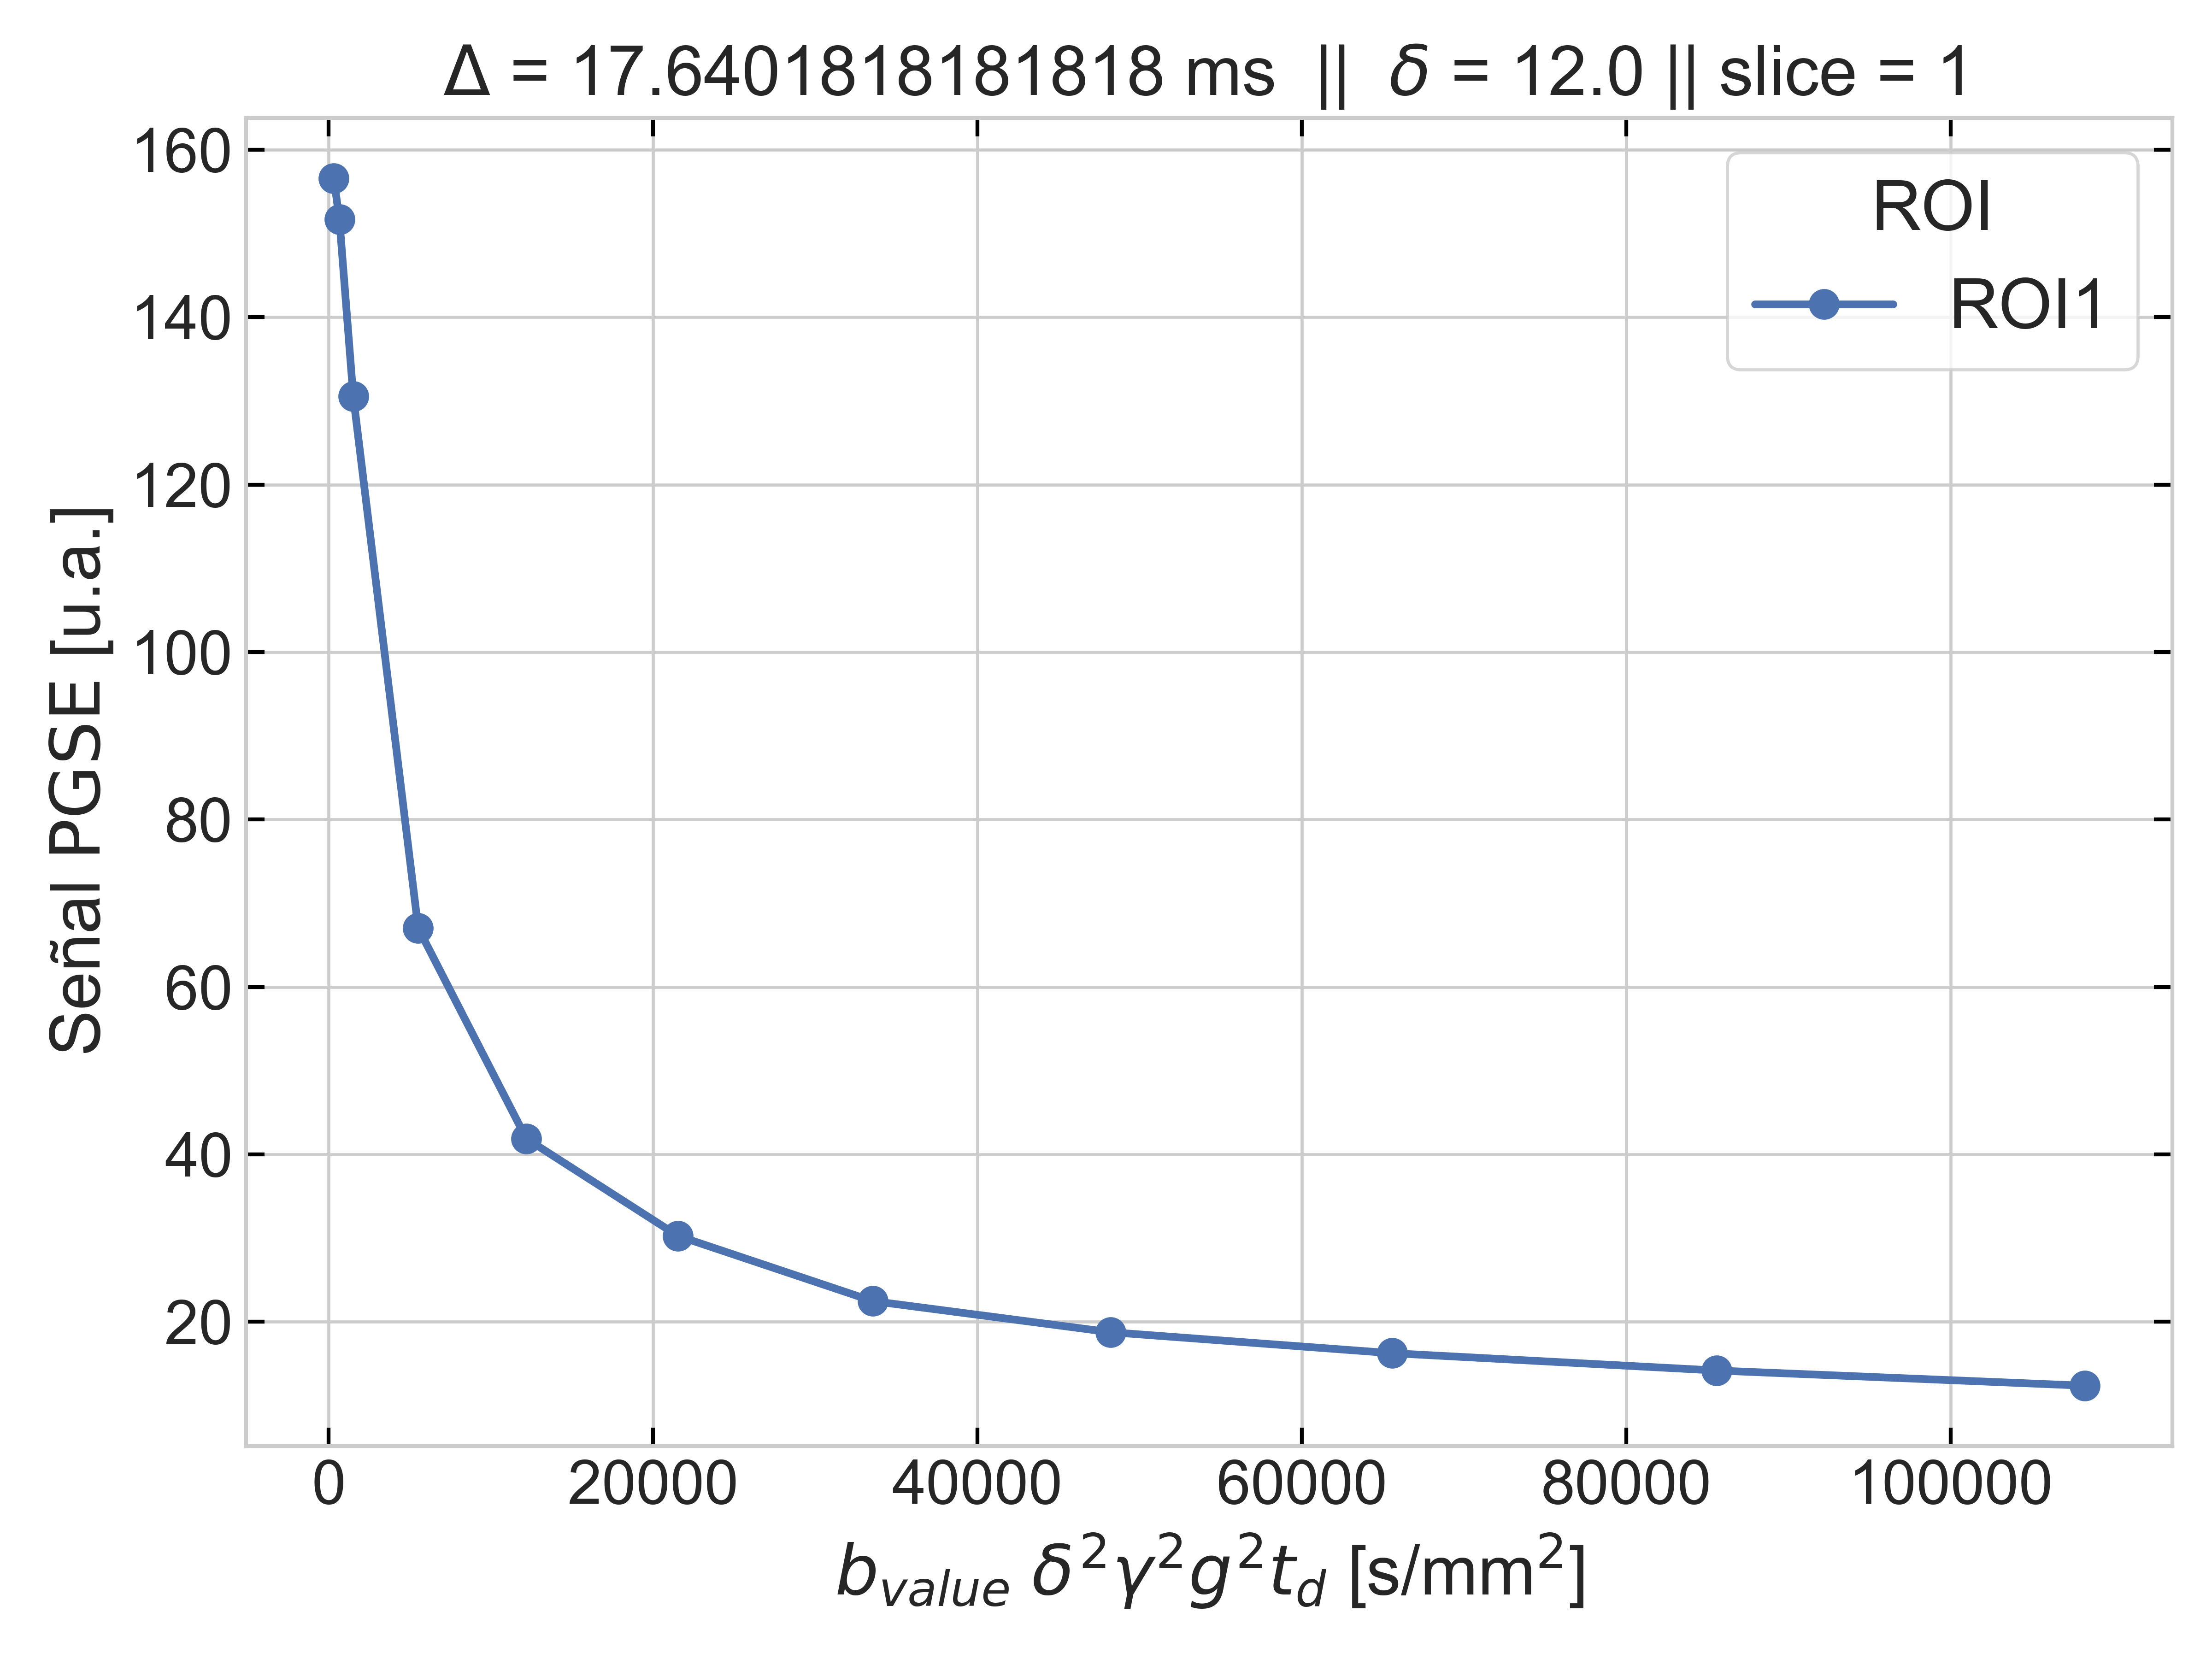 Δ = 17.640181818181818 ms || δ = 12.0 || slice = 1
160
140
120
100
80
60
40
20
Señal PGSE [u.a.]
ROI
ROI1
0 20000 40000 60000 80000 100000
b_value δ²γ²g²t_d [s/mm²]